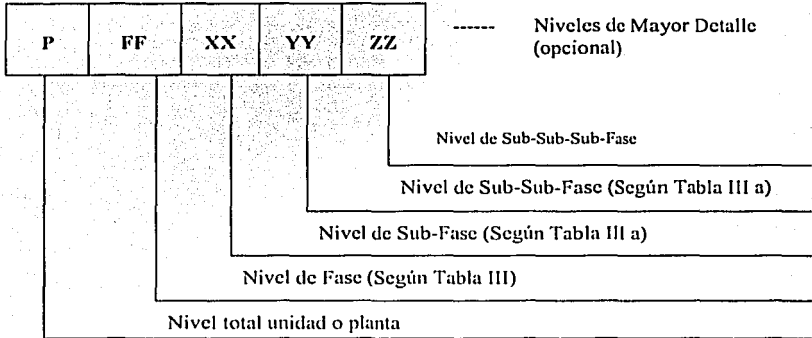 P FF XX YY ZZ ------ Niveles de Mayor Detalle
(opcional)
Nivel de Sub-Sub-Sub-Fase
Nivel de Sub-Sub-Fase (Según Tabla III a)
Nivel de Sub-Fase (Según Tabla III a)
Nivel de Fase (Según Tabla III)
Nivel total unidad o planta